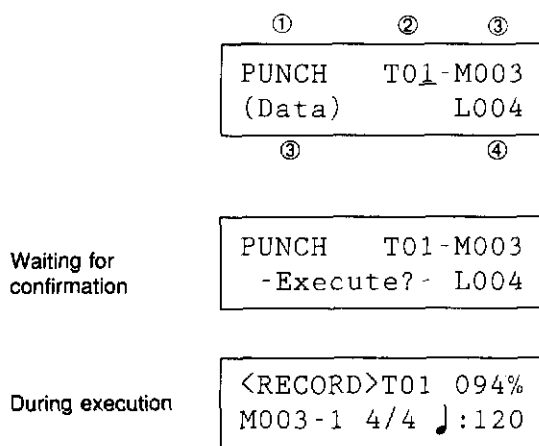 ① ② ③
PUNCH T01-M003
(Data) L004
③ ④
Waiting for
confirmation
PUNCH T01-M003
-Execute?- L004
During execution
<RECORD>T01 094%
M003-1 4/4 ♩:120